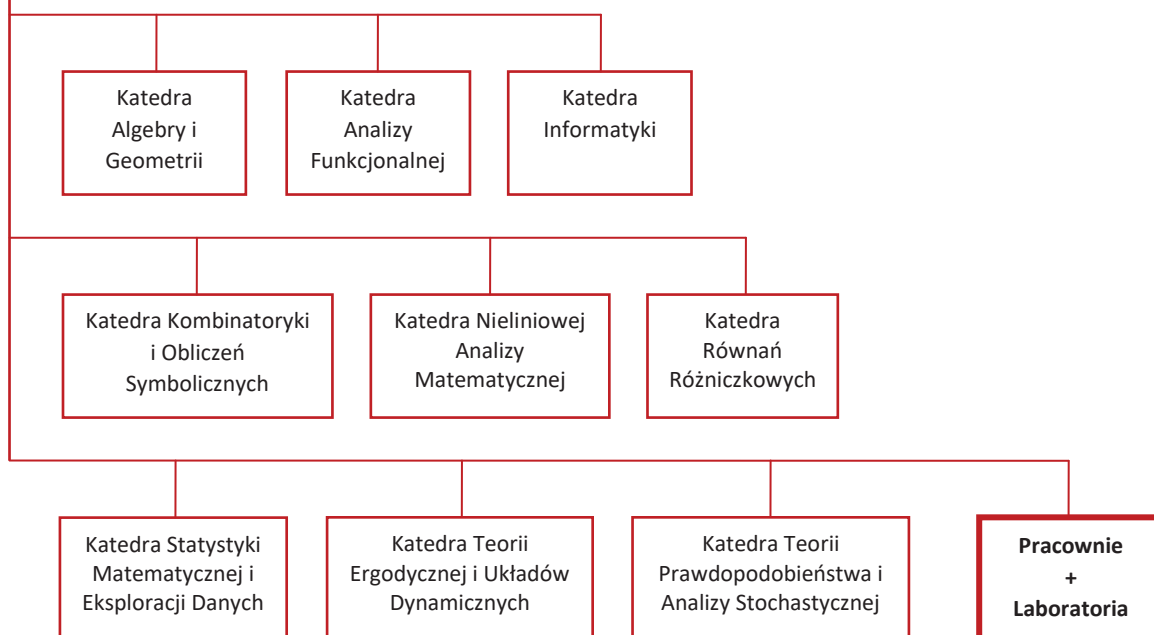 Katedra
Algebry i
Geometrii
Katedra
Analizy
Funkcjonalnej
Katedra
Informatyki
Katedra Kombinatoryki
i Obliczeń
Symbolicznych
Katedra Nieliniowej
Analizy
Matematycznej
Katedra
Równań
Różniczkowych
Katedra Statystyki
Matematycznej i
Eksploracji Danych
Katedra Teorii
Ergodycznej i Układów
Dynamicznych
Katedra Teorii
Prawdopodobieństwa i
Analizy Stochastycznej
Pracownie
+
Laboratoria